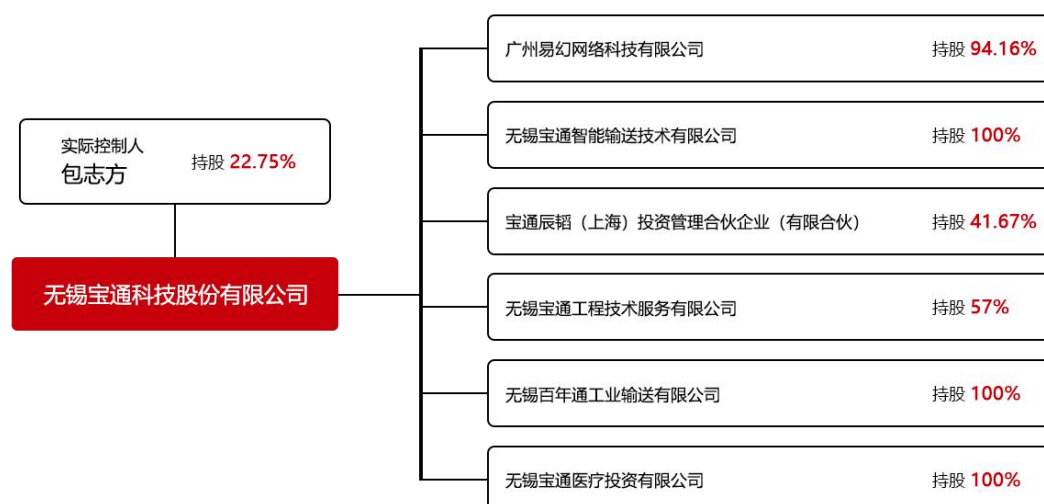 实际控制人
包志方
持股 22.75%
无锡宝通科技股份有限公司
广州易幻网络科技有限公司 持股 94.16%
无锡宝通智能输送技术有限公司 持股 100%
宝通辰韬（上海）投资管理合伙企业（有限合伙） 持股 41.67%
无锡宝通工程技术服务有限公司 持股 57%
无锡百年通工业输送有限公司 持股 100%
无锡宝通医疗投资有限公司 持股 100%